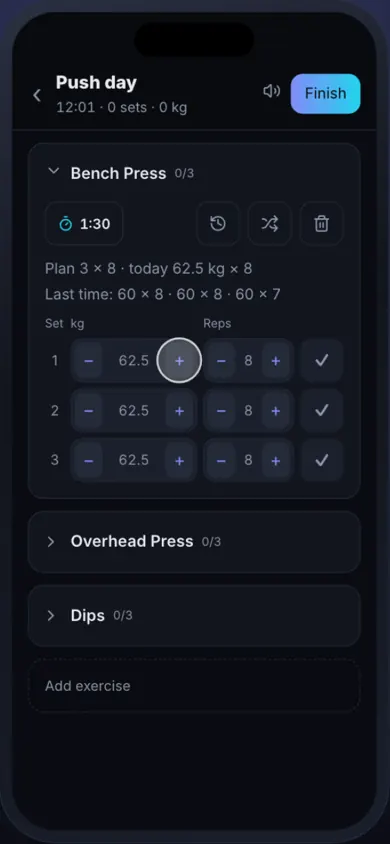 Push day
12:01 · 0 sets · 0 kg
Finish
Bench Press 0/3
1:30
Plan 3 × 8 · today 62.5 kg × 8
Last time: 60 × 8 · 60 × 8 · 60 × 7
Set kg Reps
1 − 62.5 + − 8 +
2 − 62.5 + − 8 +
3 − 62.5 + − 8 +
Overhead Press 0/3
Dips 0/3
Add exercise